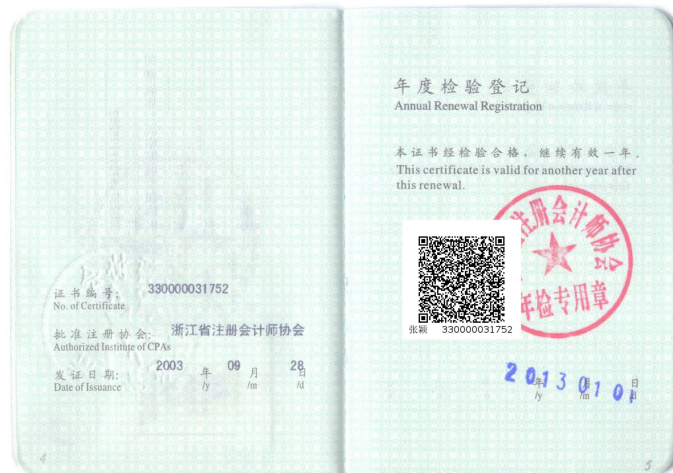 证书编号:
330000031752
No. of Certificate
批准注册协会:
浙江省注册会计师协会
Authorized Institute of CPAs
发证日期:
2003 年 09 月 28 日
Date of Issuance /y /m /d
4
年度检验登记
Annual Renewal Registration
本证书经检验合格，继续有效一年。
This certificate is valid for another year after
this renewal.
注册会计师协会
年检专用章
张颖 330000031752
2013 01 01
年 月 日
/y /m /d
5